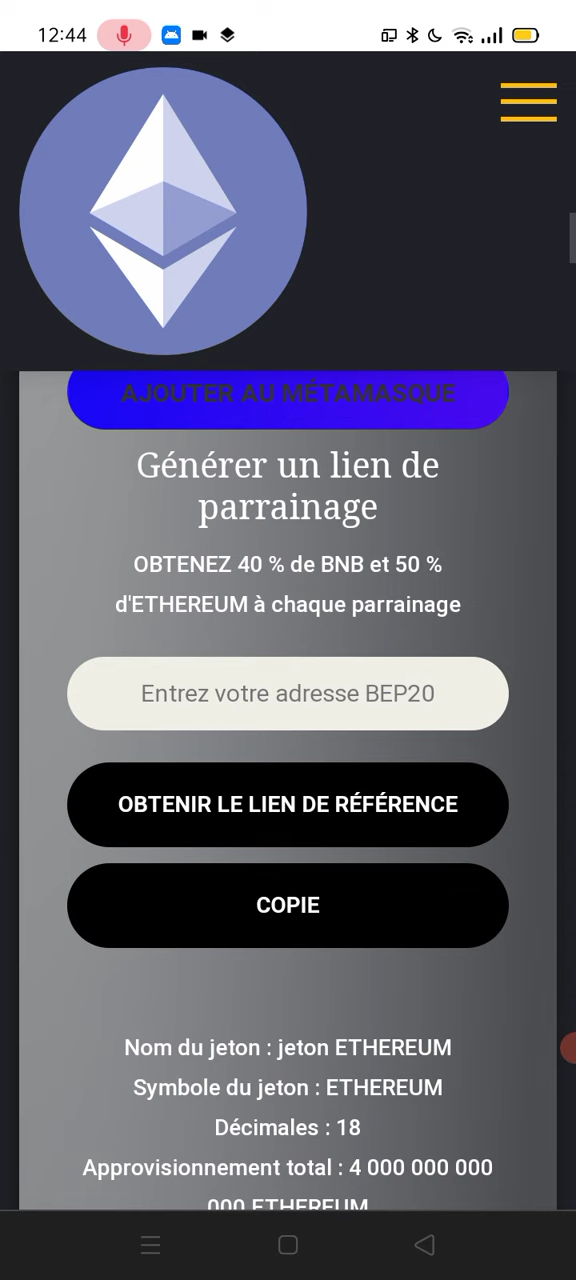 12:44
AJOUTER AU MÉTAMASQUE
Générer un lien de
parrainage
OBTENEZ 40 % de BNB et 50 %
d'ETHEREUM à chaque parrainage
Entrez votre adresse BEP20
OBTENIR LE LIEN DE RÉFÉRENCE
COPIE
Nom du jeton : jeton ETHEREUM
Symbole du jeton : ETHEREUM
Décimales : 18
Approvisionnement total : 4 000 000 000
000 ETHEREUM